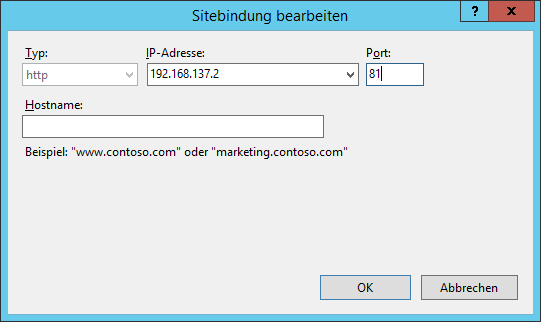 Sitebindung bearbeiten
?
x
Typ: IP-Adresse: Port:
http 192.168.137.2 81
Hostname:
Beispiel: "www.contoso.com" oder "marketing.contoso.com"
OK Abbrechen